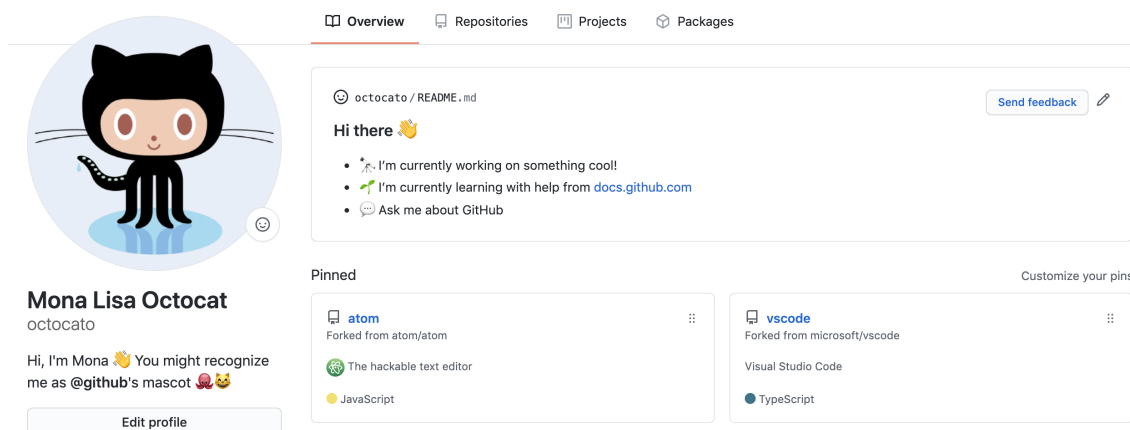 Overview Repositories Projects Packages
octocato/README.md
Send feedback
Hi there 👋
🔭 I'm currently working on something cool!
🌱 I'm currently learning with help from docs.github.com
💬 Ask me about GitHub
Mona Lisa Octocat
octocato
Hi, I'm Mona 👋 You might recognize
me as @github's mascot 🐙😸
Edit profile
Pinned
Customize your pins
atom
Forked from atom/atom
The hackable text editor
JavaScript
vscode
Forked from microsoft/vscode
Visual Studio Code
TypeScript